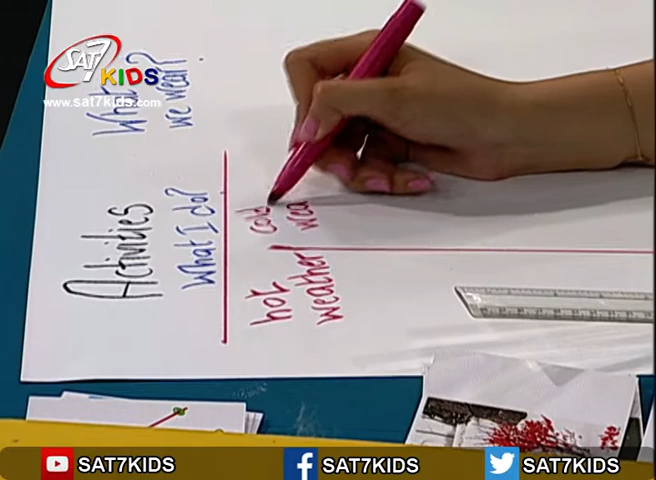 SAT7
KIDS
www.sat7kids.com
What
we wear?
Activities
What I do?
hot
weather
cold
wea
SAT7KIDS
SAT7KIDS
SAT7KIDS